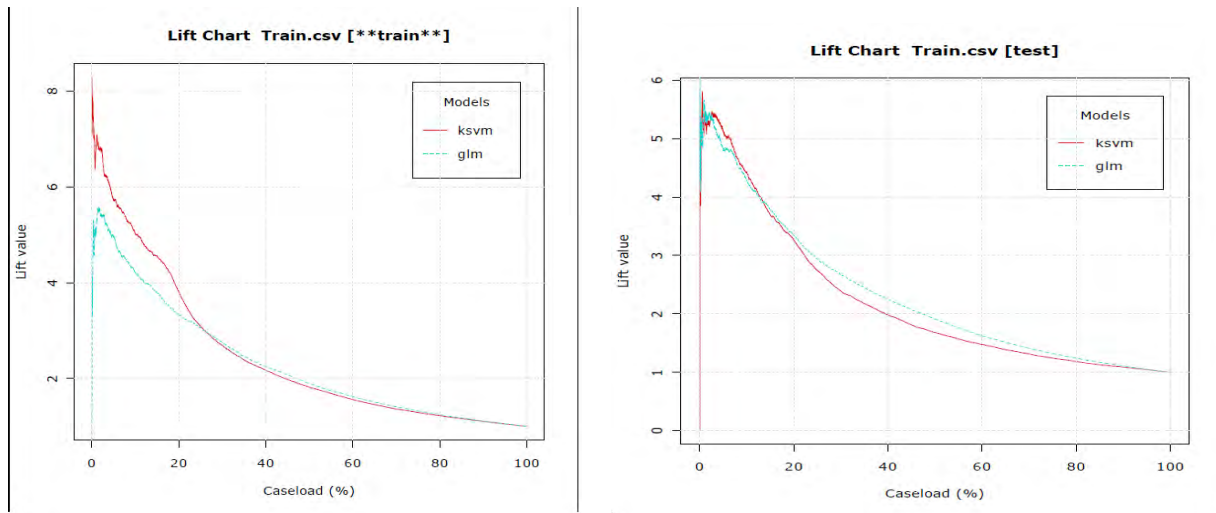 Lift Chart Train.csv [**train**]
Lift value
8
6
4
2
Models
ksvm
glm
0 20 40 60 80 100
Caseload (%)
Lift Chart Train.csv [test]
Lift value
6
5
4
3
2
1
0
Models
ksvm
glm
0 20 40 60 80 100
Caseload (%)